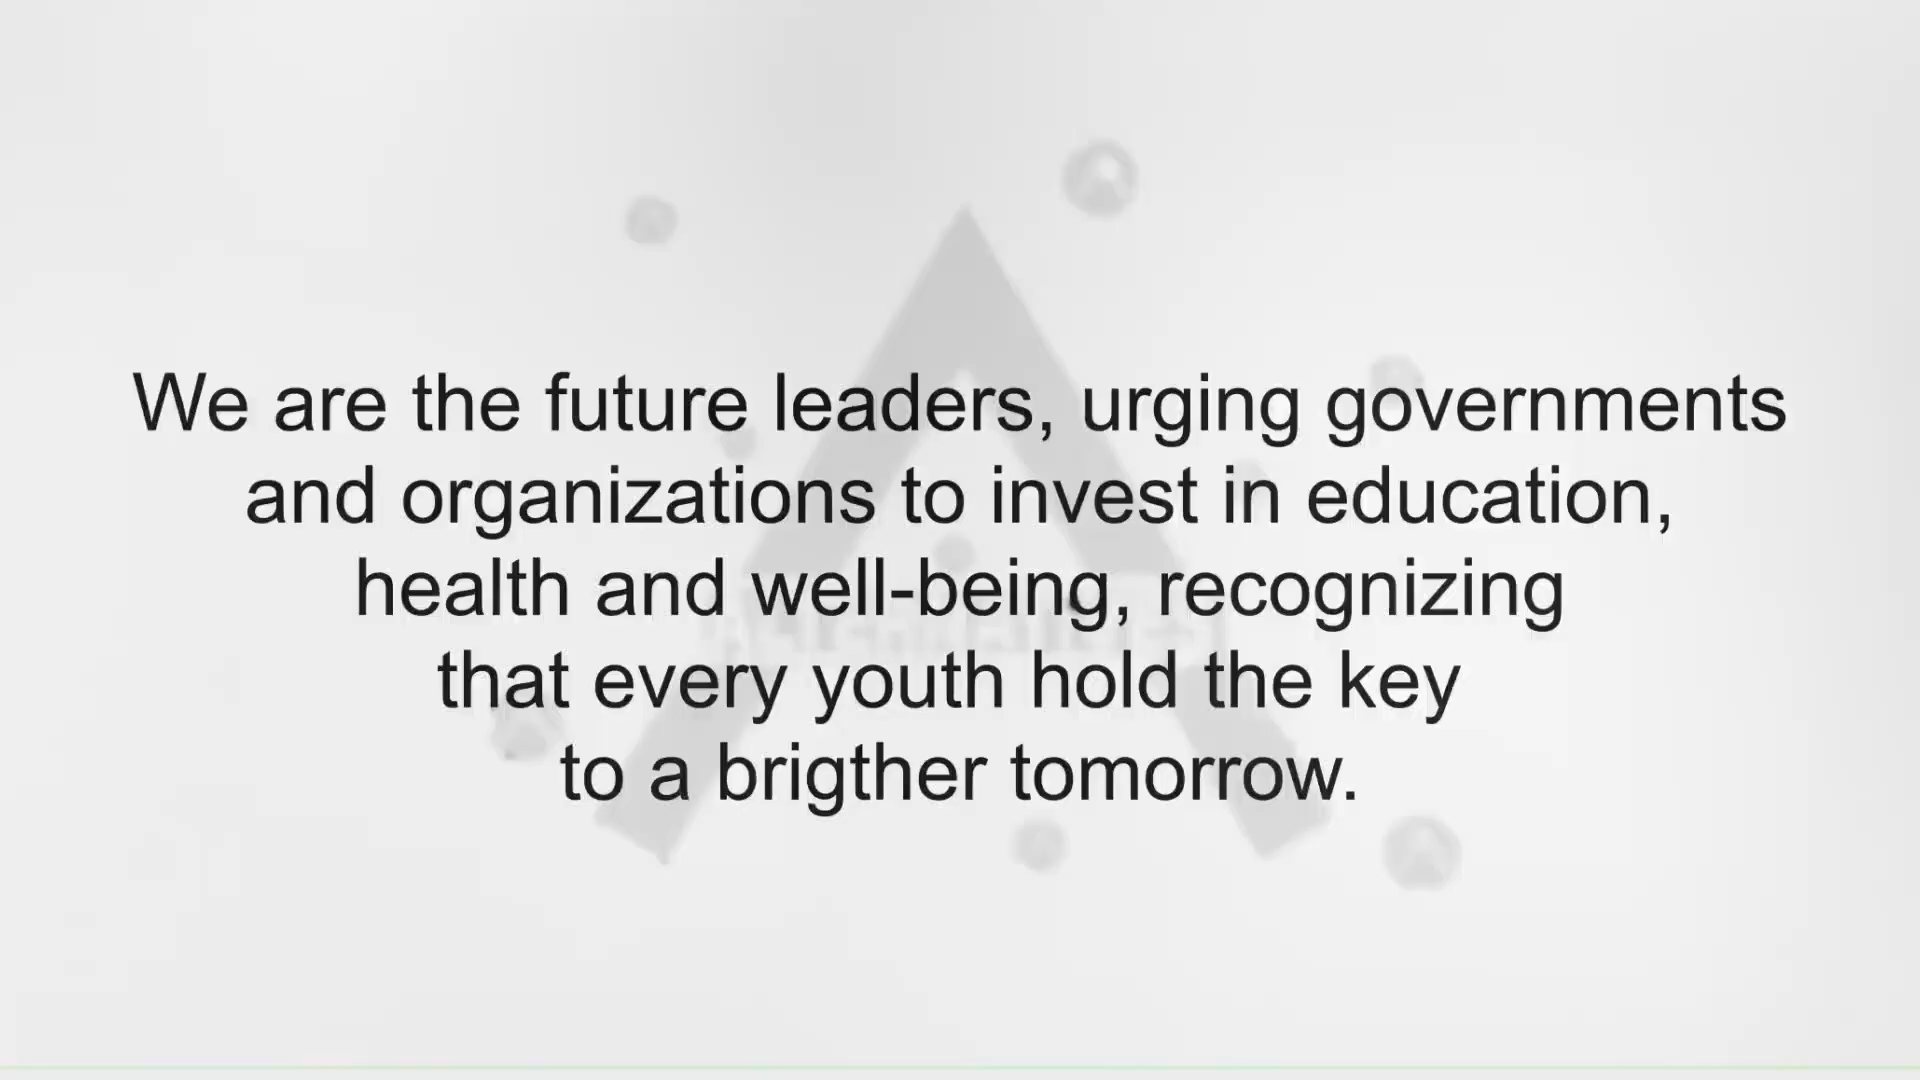 We are the future leaders, urging governments
and organizations to invest in education,
health and well-being, recognizing
that every youth hold the key
to a brigther tomorrow.